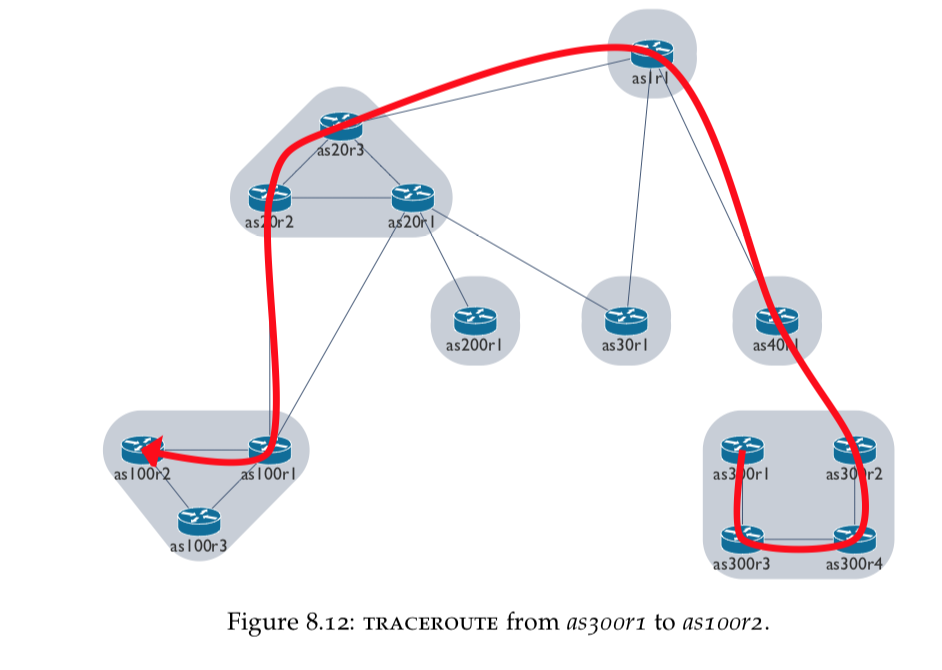 as1r1
as20r3
as20r2
as20r1
as200r1
as30r1
as40r1
as100r2
as100r1
as300r1
as300r2
as100r3
as300r3
as300r4
Figure 8.12: TRACEROUTE from as300r1 to as100r2.